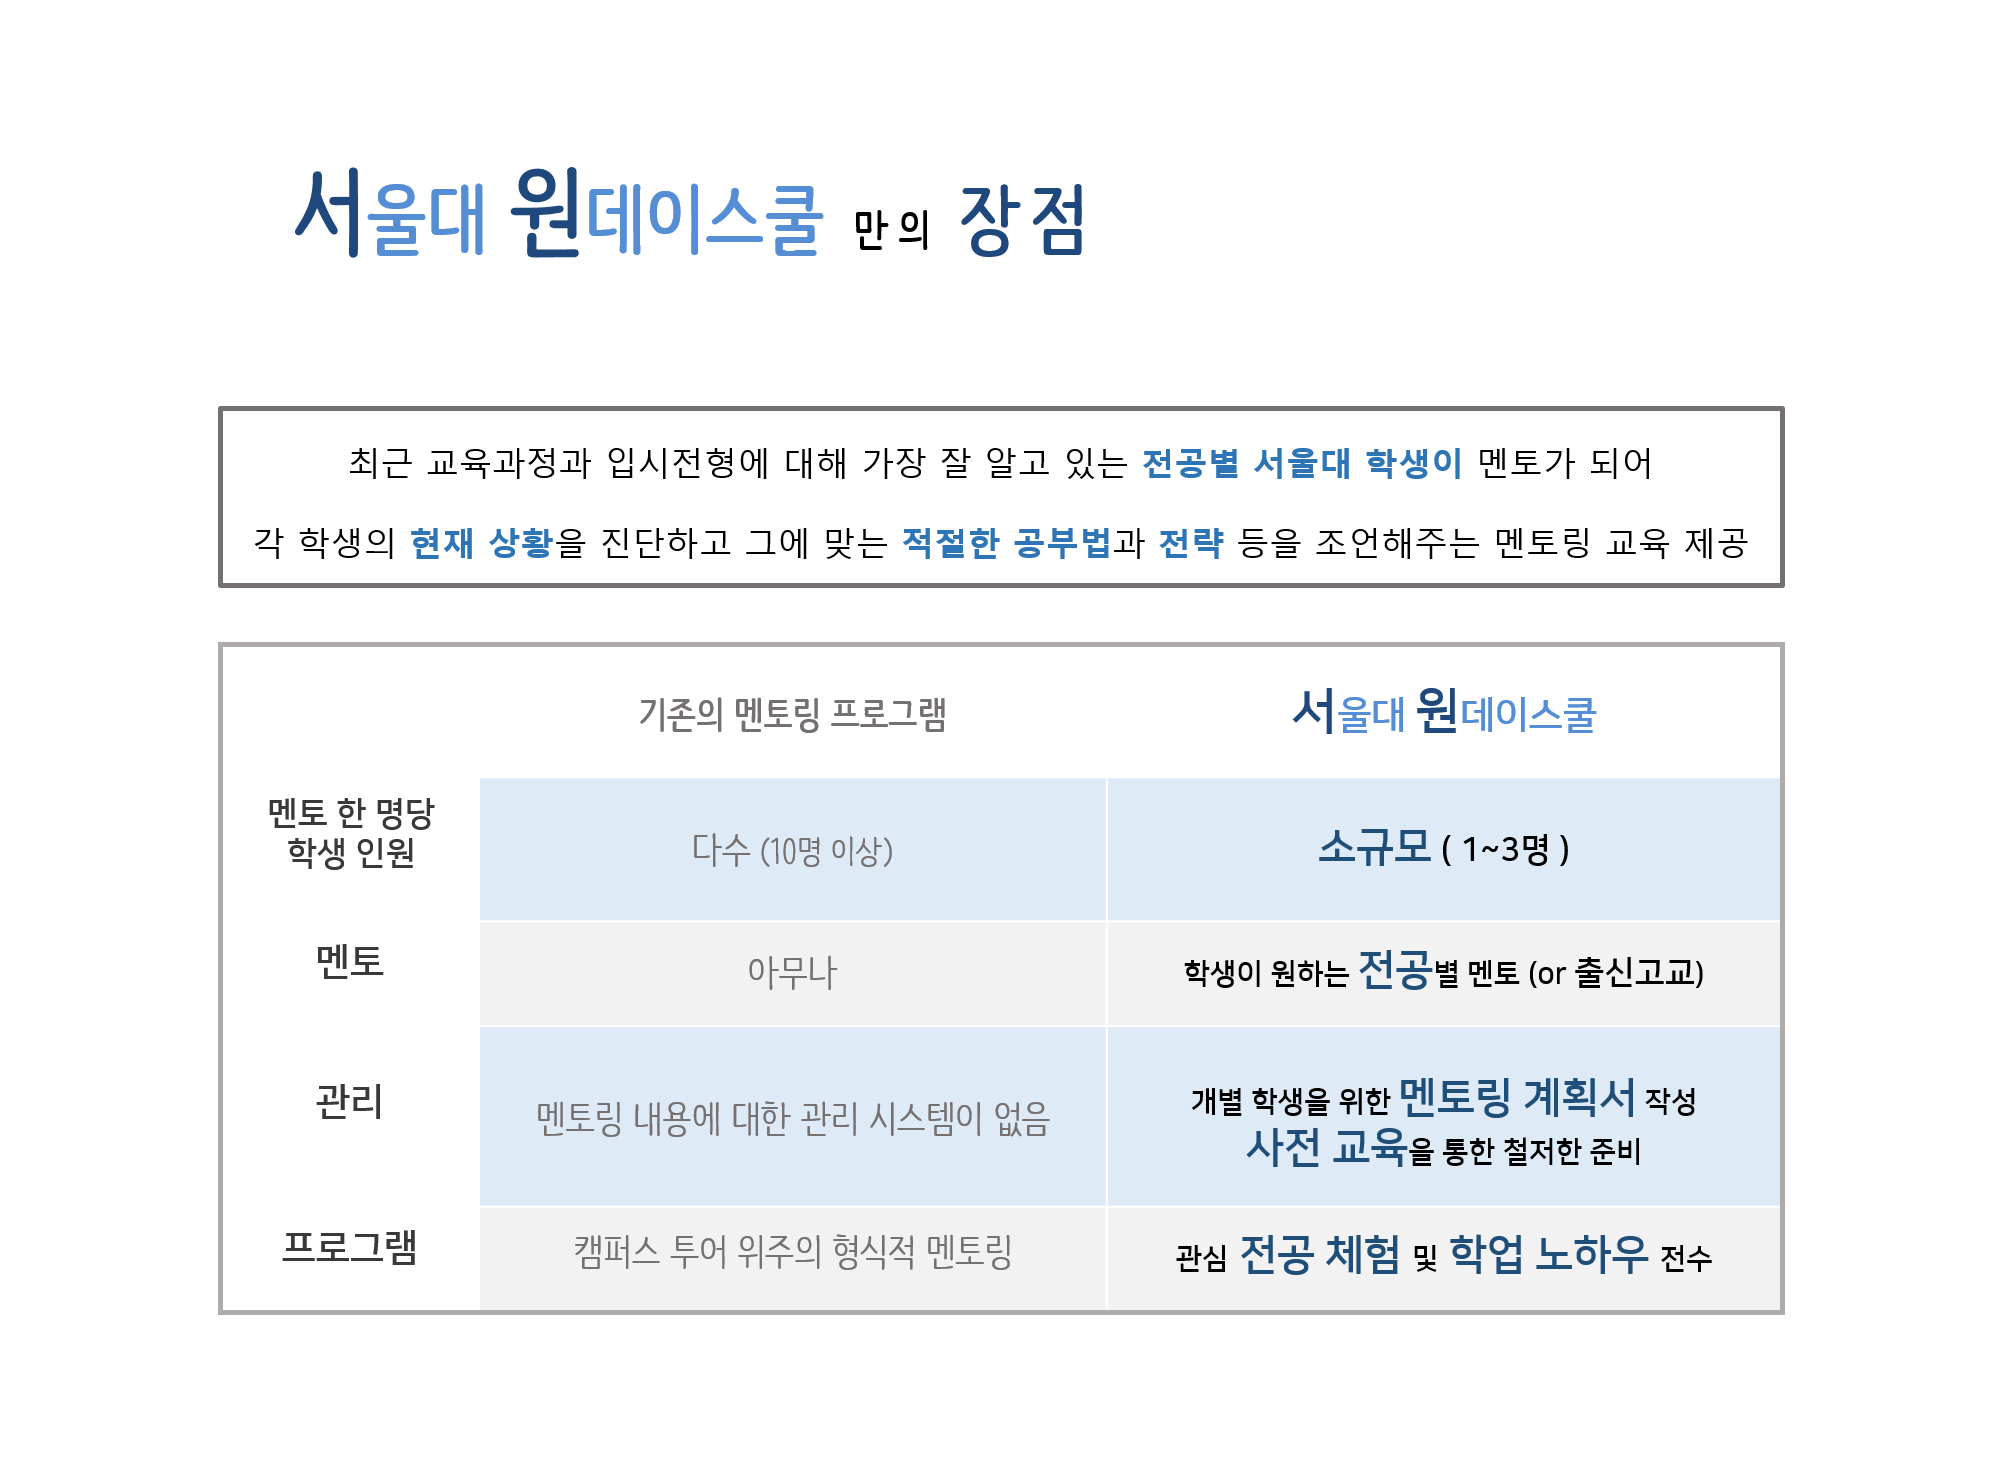 서울대 원데이스쿨 만의 장점
최근 교육과정과 입시전형에 대해 가장 잘 알고 있는 전공별 서울대 학생이 멘토가 되어
각 학생의 현재 상황을 진단하고 그에 맞는 적절한 공부법과 전략 등을 조언해주는 멘토링 교육 제공
기존의 멘토링 프로그램
서울대 원데이스쿨
멘토 한 명당
학생 인원
다수 (10명 이상)
소규모 ( 1~3명 )
멘토
아무나
학생이 원하는 전공별 멘토 (or 출신고교)
관리
멘토링 내용에 대한 관리 시스템이 없음
개별 학생을 위한 멘토링 계획서 작성
사전 교육을 통한 철저한 준비
프로그램
캠퍼스 투어 위주의 형식적 멘토링
관심 전공 체험 및 학업 노하우 전수